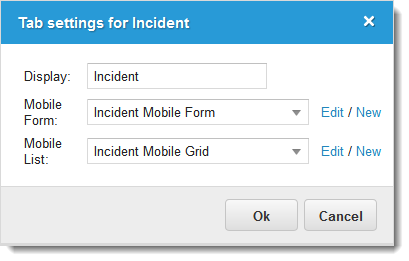 Tab settings for Incident ×
Display: Incident
Mobile
Form: Incident Mobile Form Edit / New
Mobile
List: Incident Mobile Grid Edit / New
Ok Cancel